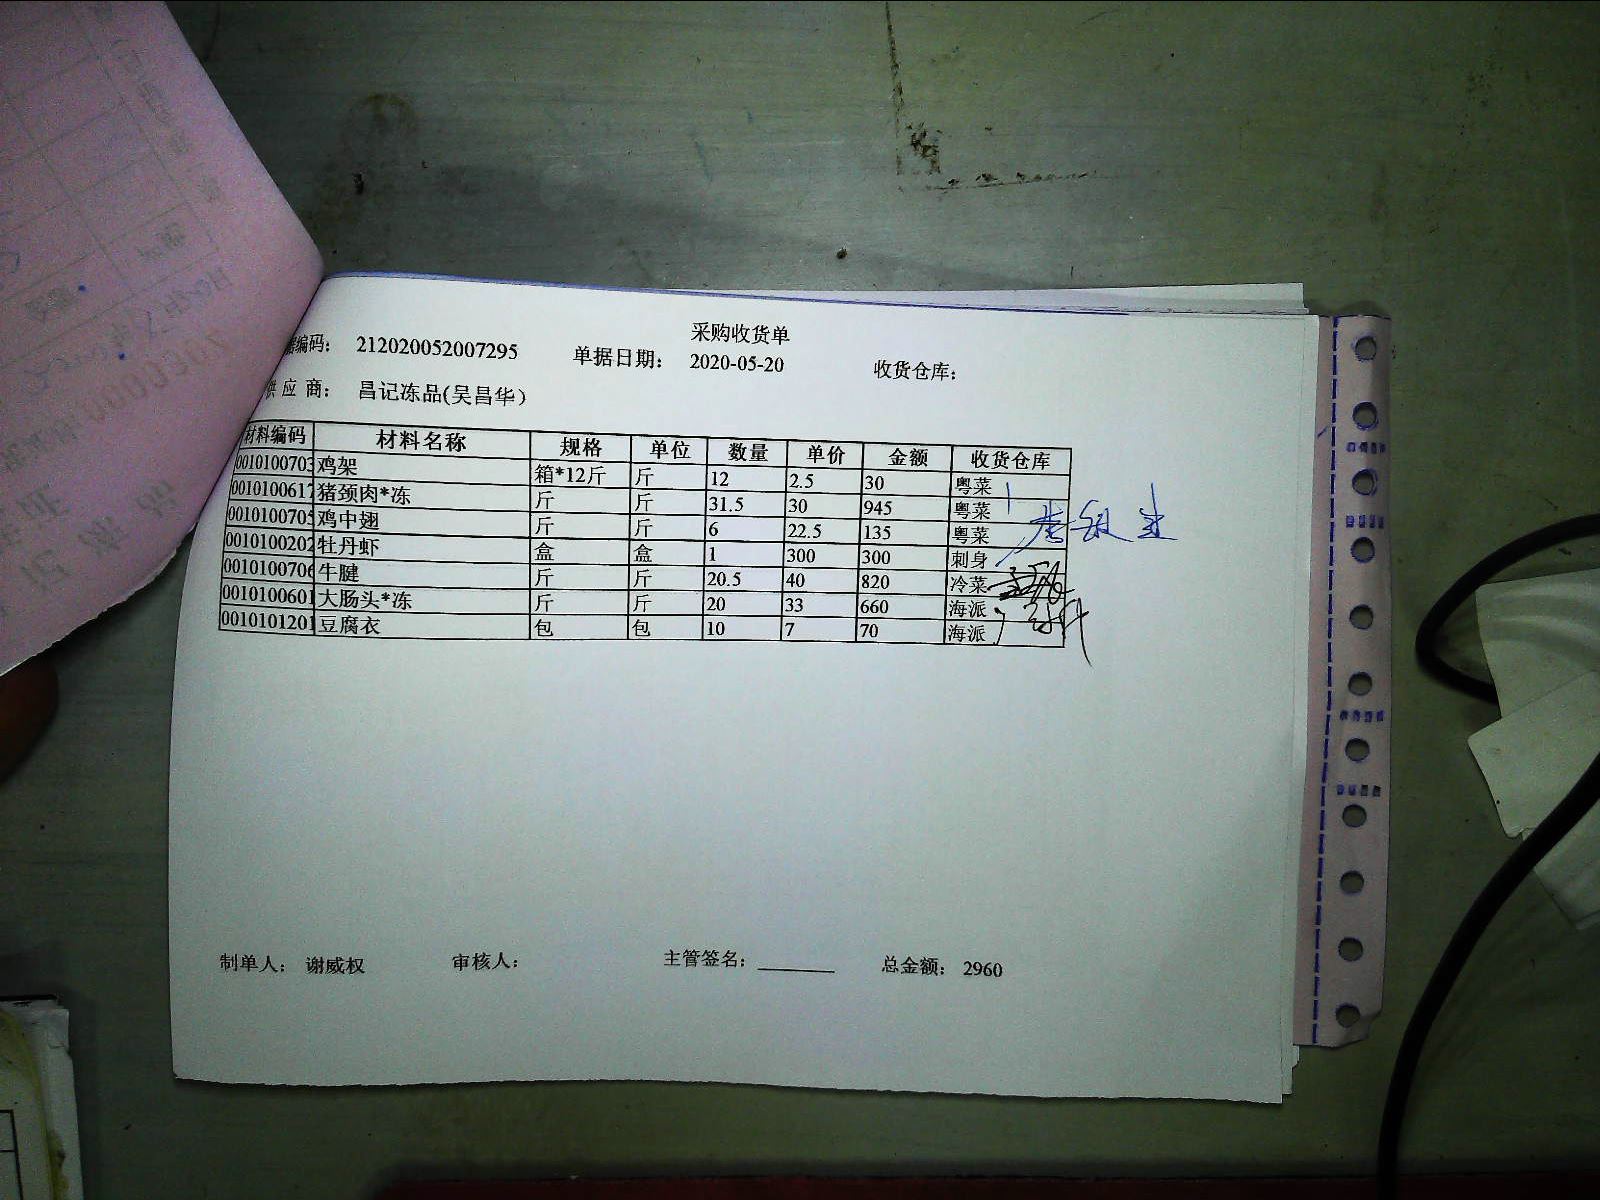 采购收货单
据编码： 212020052007295 单据日期： 2020-05-20 收货仓库：
供应商： 昌记冻品(吴昌华）
材料编码 材料名称 规格 单位 数量 单价 金额 收货仓库
0010100703 鸡架 箱*12斤 斤 12 2.5 30 粤菜
0010100617 猪颈肉*冻 斤 斤 31.5 30 945 粤菜
0010100705 鸡中翅 斤 斤 6 22.5 135 粤菜
0010100202 牡丹虾 盒 盒 1 300 300 刺身
0010100706 牛腱 斤 斤 20.5 40 820 冷菜
0010100601 大肠头*冻 斤 斤 20 33 660 海派
0010101201 豆腐衣 包 包 10 7 70 海派
制单人： 谢威权 审核人： 主管签名： 总金额： 2960